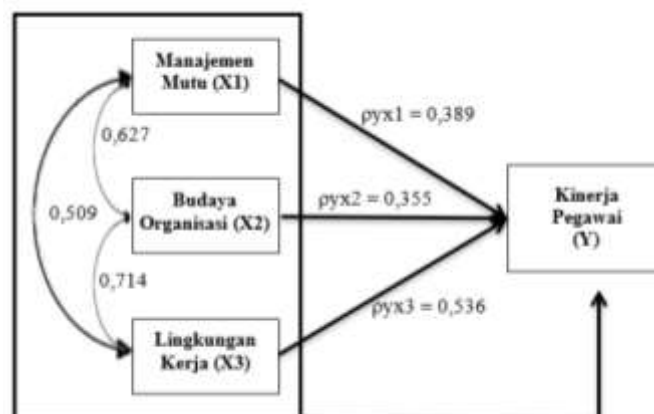 Manajemen
Mutu (X1)
ρyx1 = 0,389
0,627
Budaya
Organisasi (X2)
ρyx2 = 0,355
Kinerja
Pegawai
(Y)
0,509
0,714
ρyx3 = 0,536
Lingkungan
Kerja (X3)